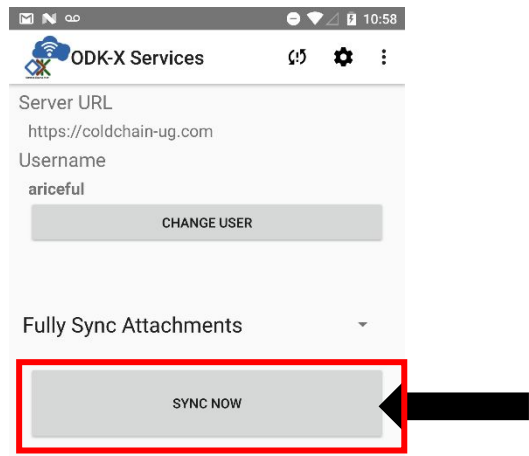 10:58
ODK-X Services
Server URL
https://coldchain-ug.com
Username
ariceful
CHANGE USER
Fully Sync Attachments
SYNC NOW